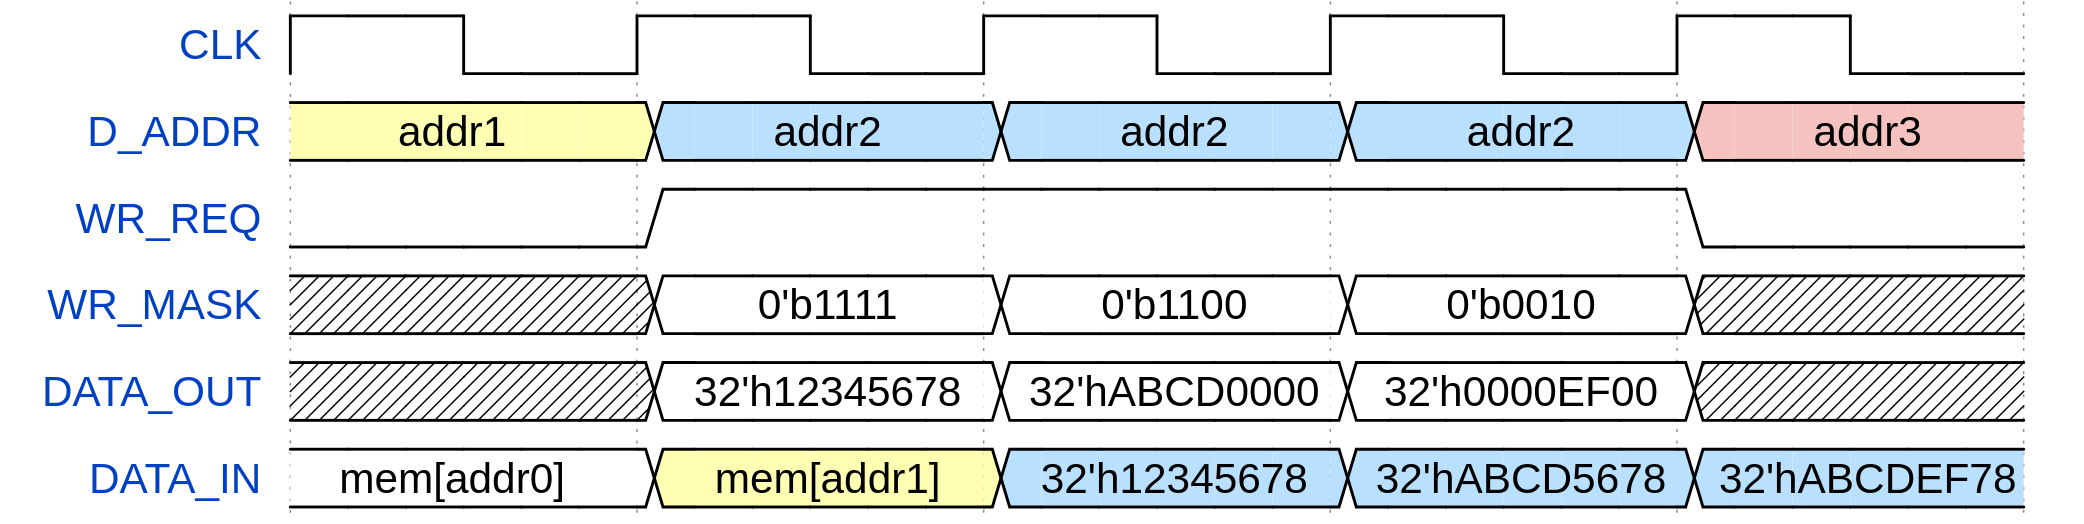 CLK
D_ADDR addr1 addr2 addr2 addr2 addr3
WR_REQ
WR_MASK 0'b1111 0'b1100 0'b0010
DATA_OUT 32'h12345678 32'hABCD0000 32'h0000EF00
DATA_IN mem[addr0] mem[addr1] 32'h12345678 32'hABCD5678 32'hABCDEF78